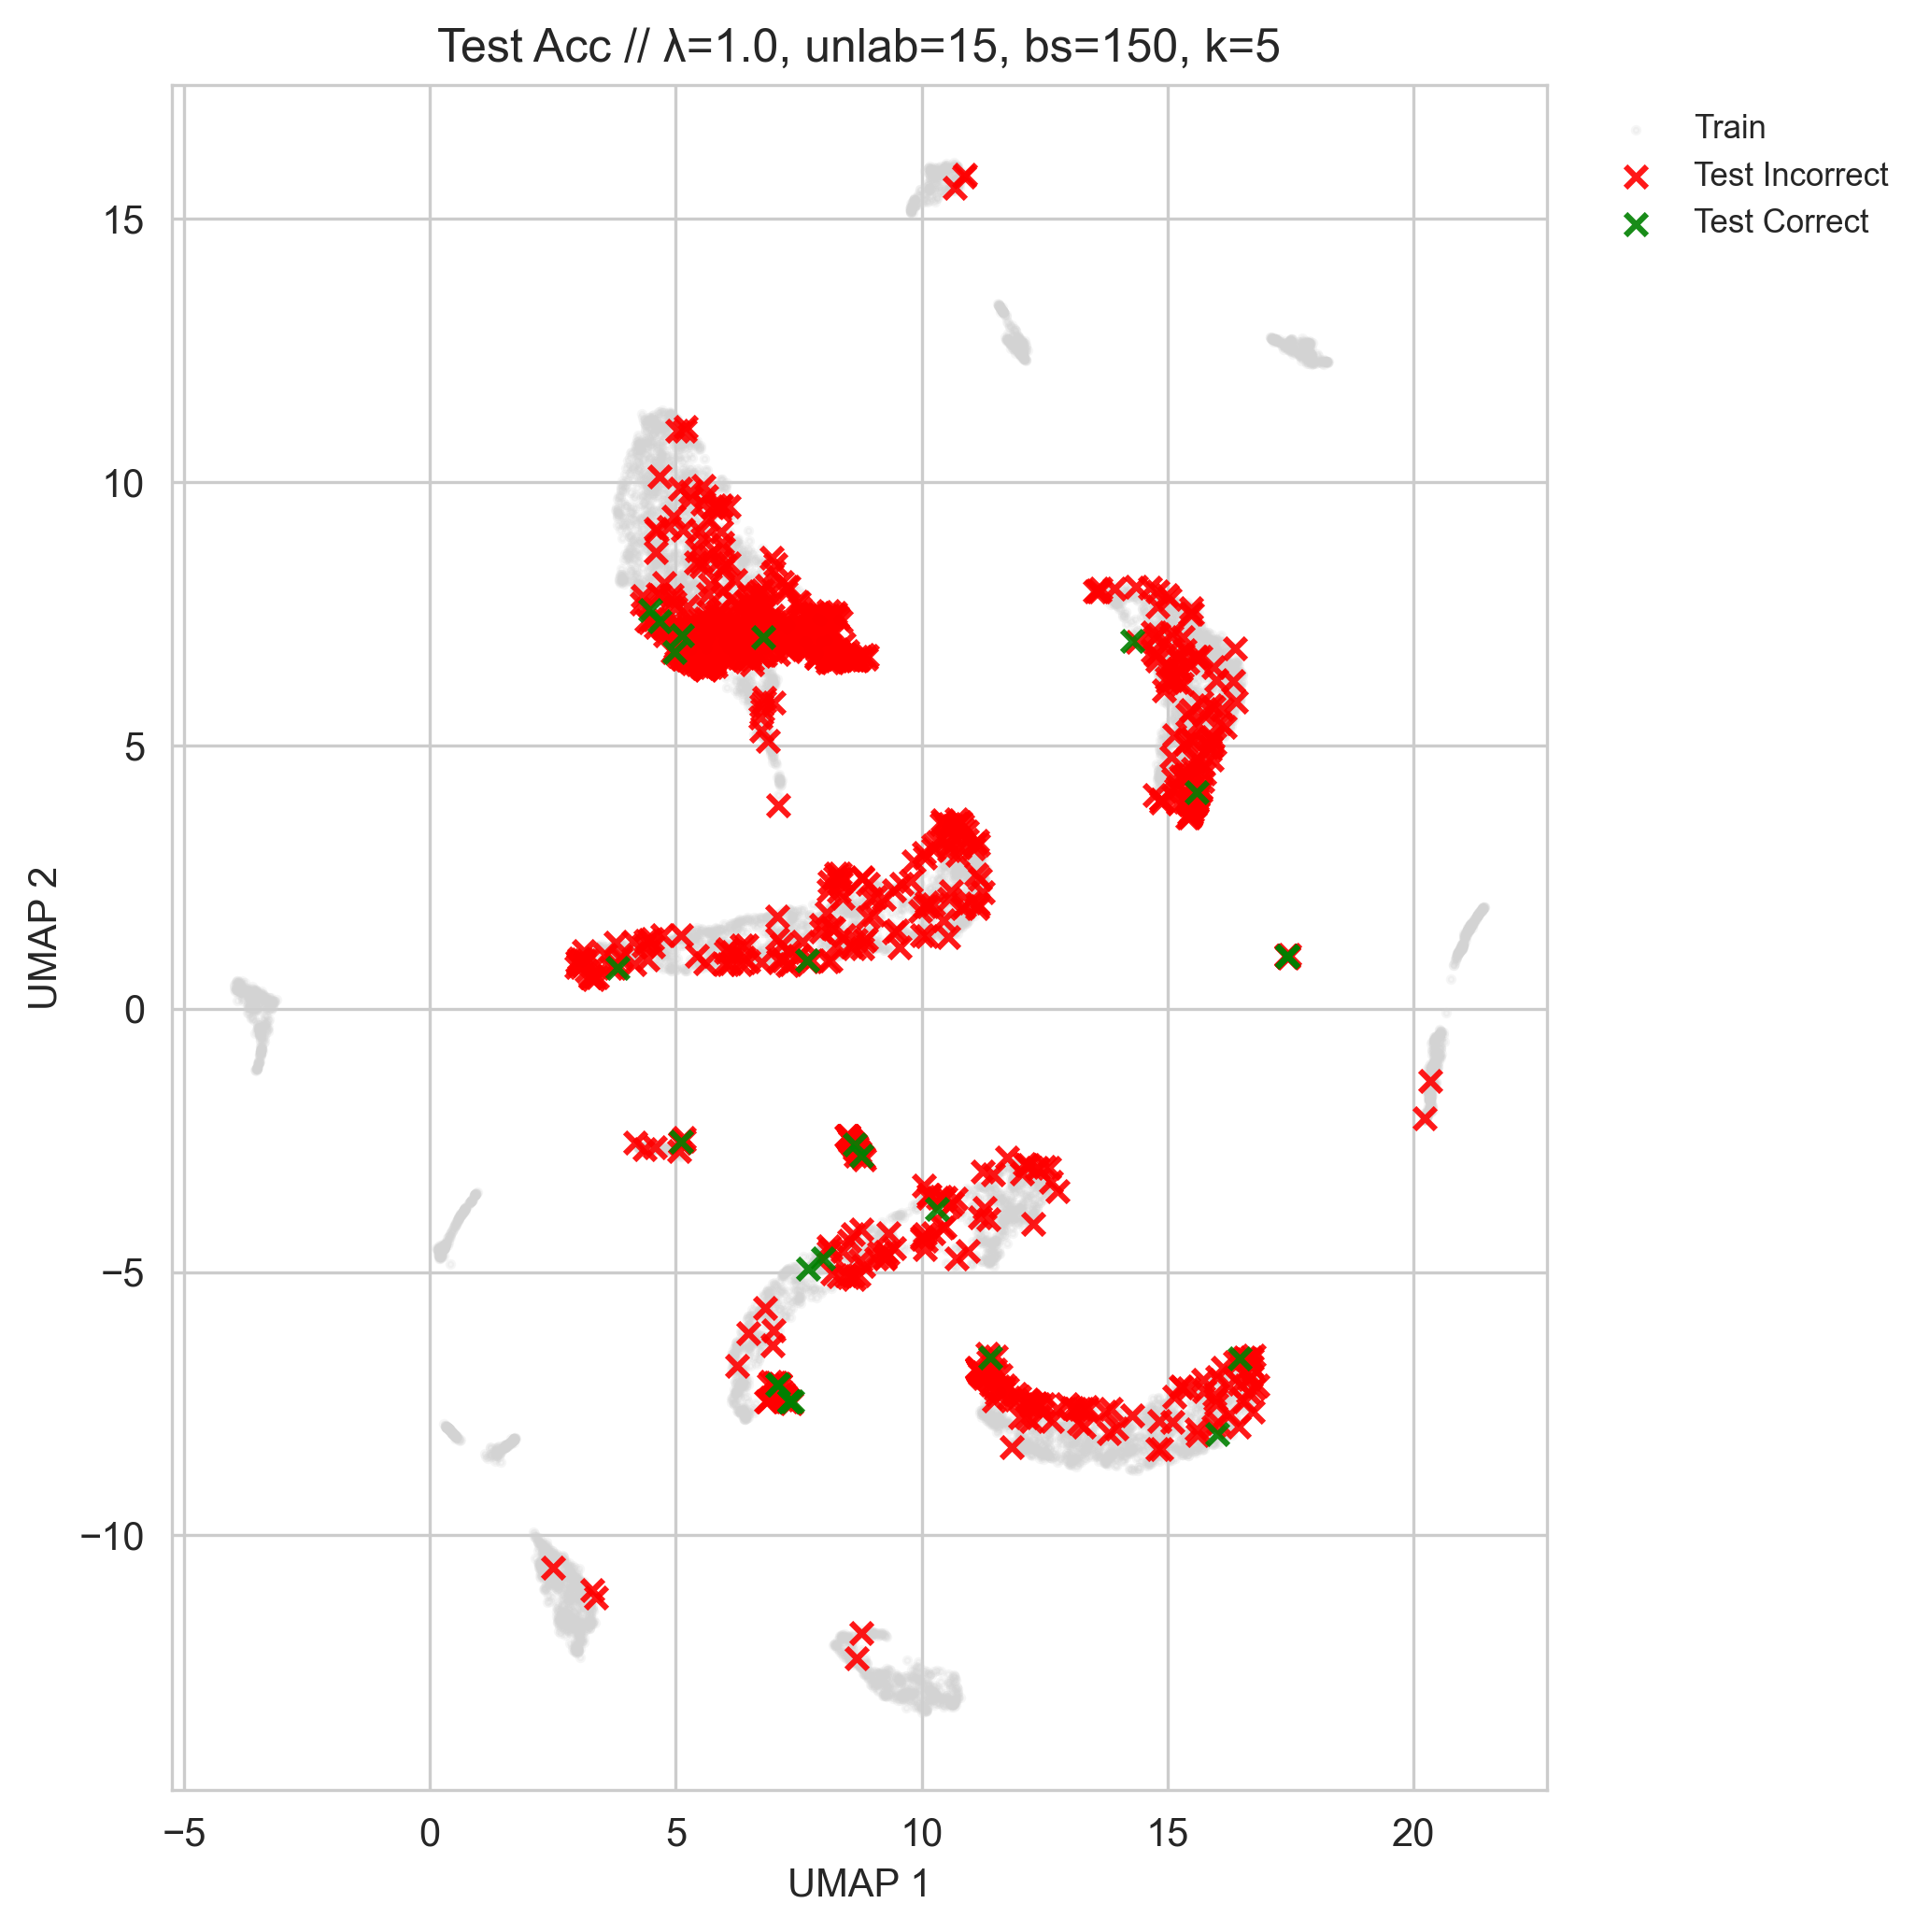 Test Acc // λ=1.0, unlab=15, bs=150, k=5
Train
Test Incorrect
Test Correct
15
10
5
0
−5
−10
UMAP 2
−5
0
5
10
15
20
UMAP 1